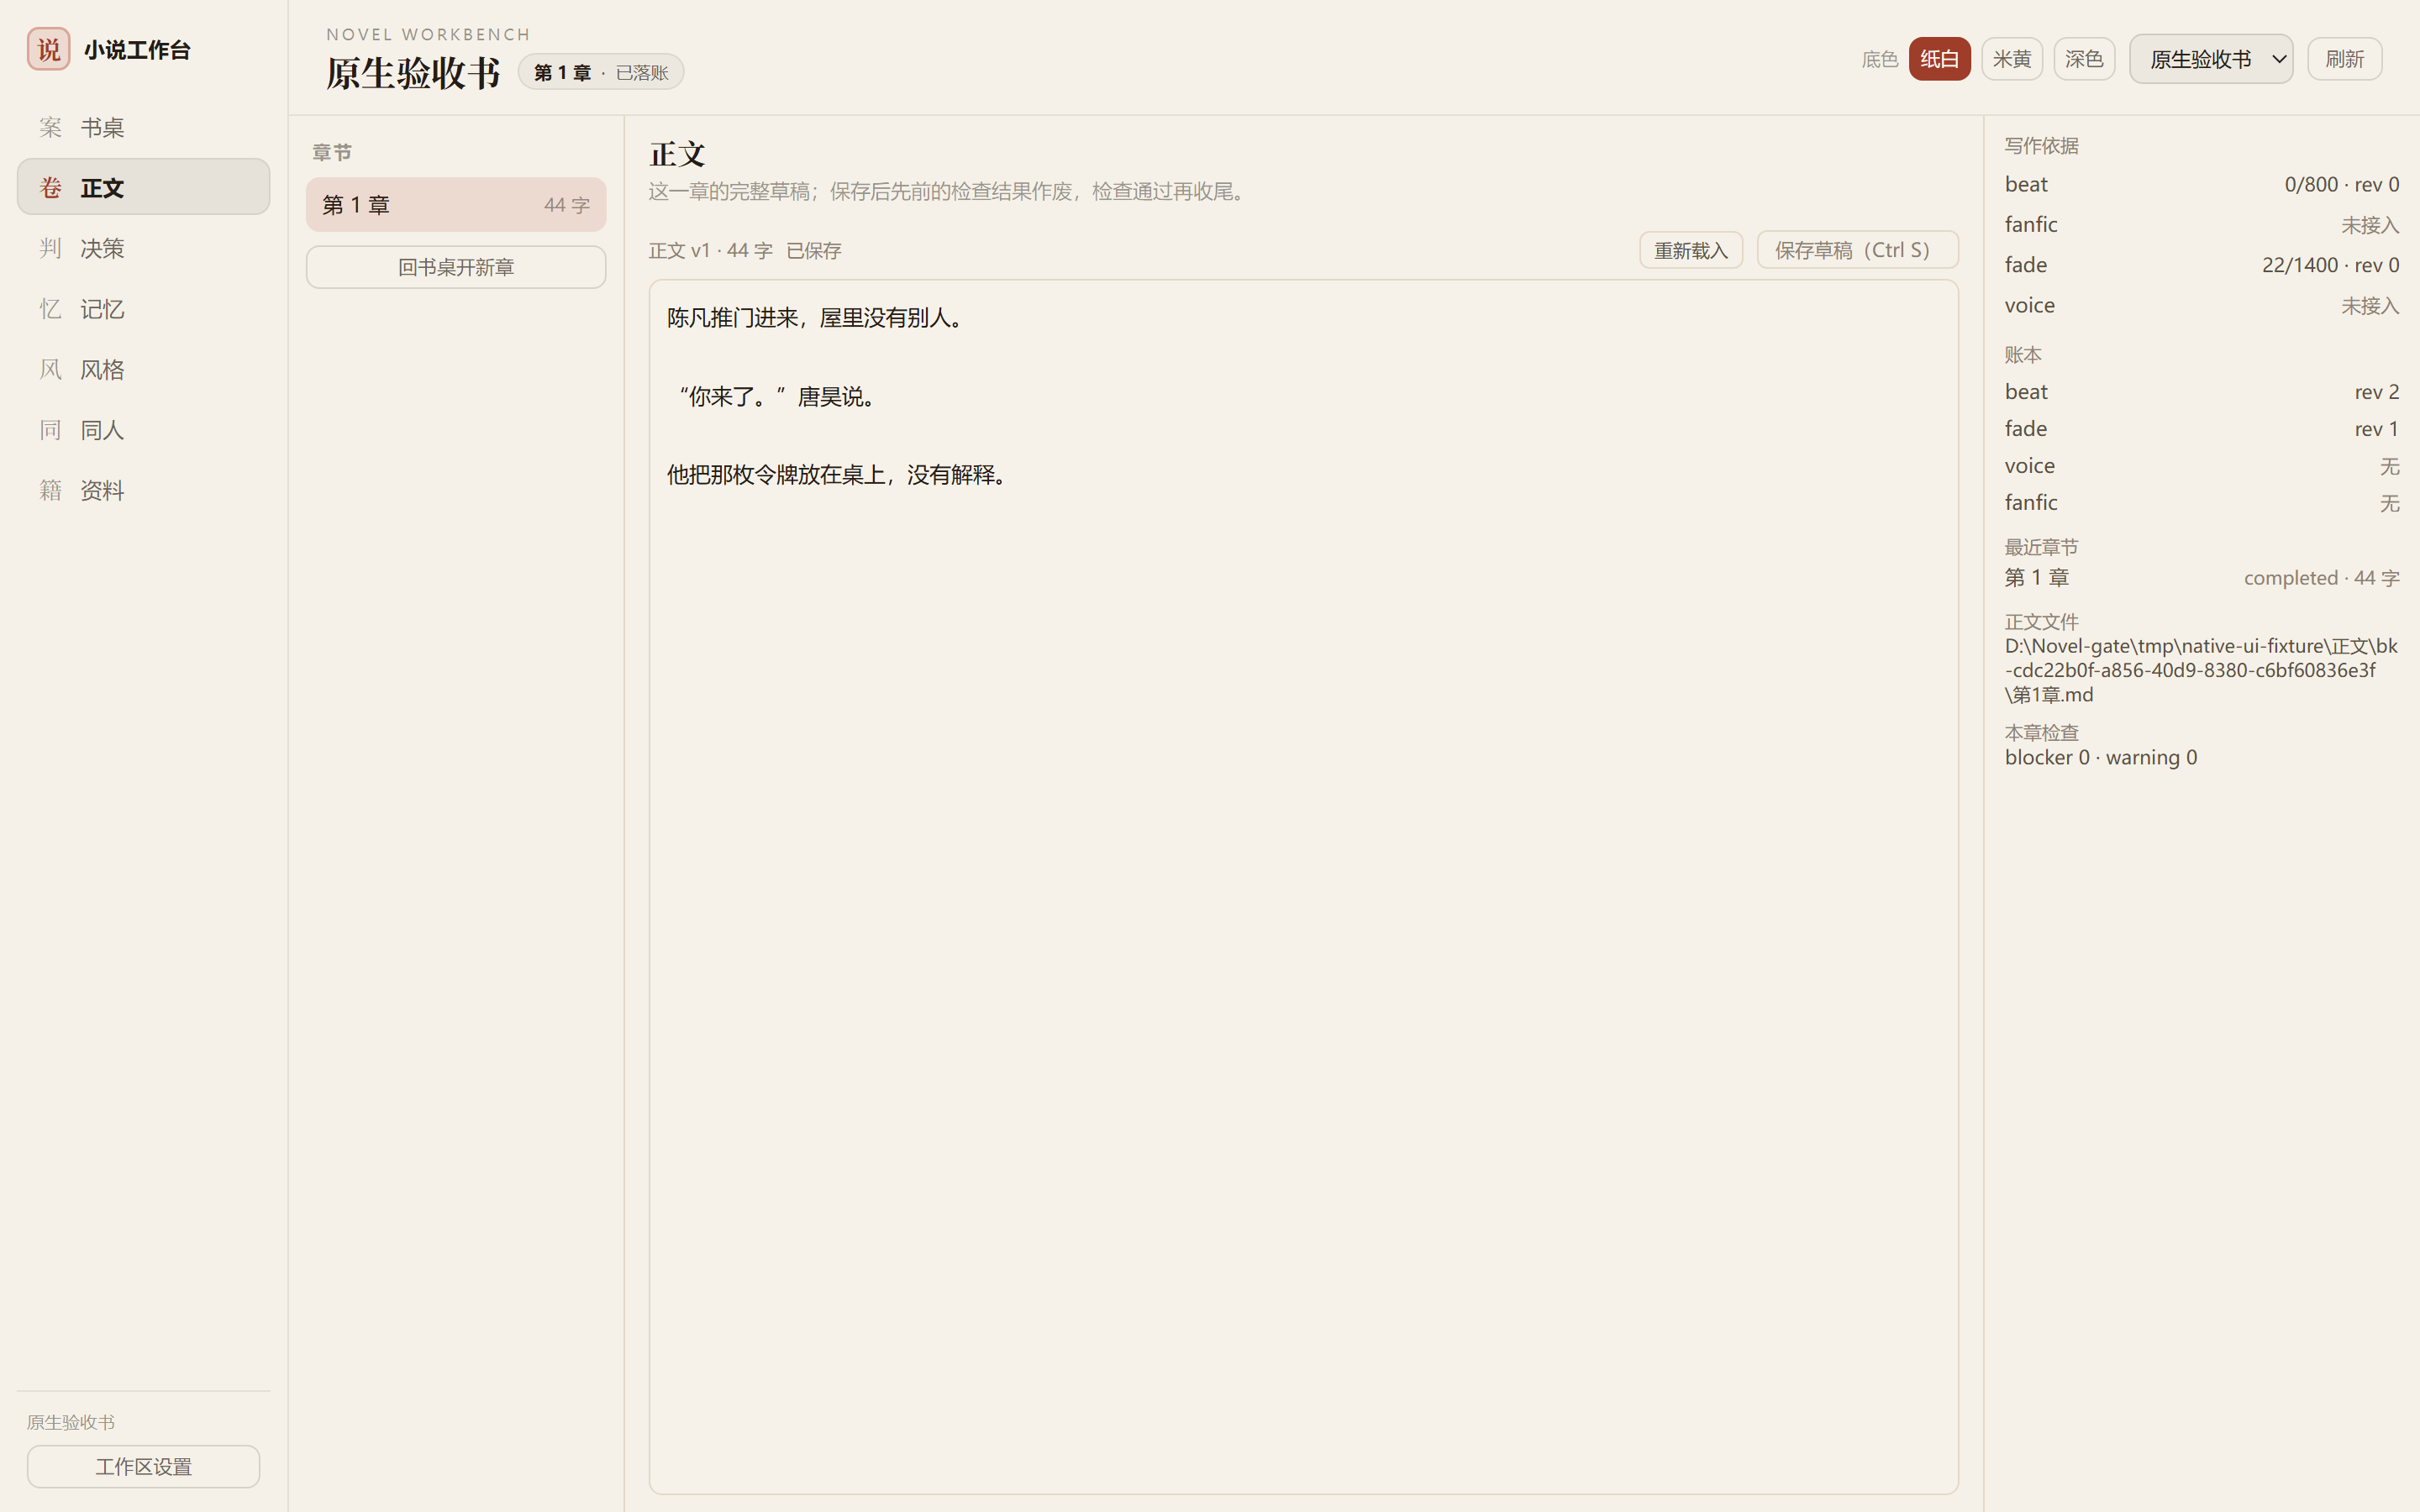 说 小说工作台
案 书桌
卷 正文
判 决策
忆 记忆
风 风格
同 同人
籍 资料
原生验收书
工作区设置
NOVEL WORKBENCH
原生验收书 第 1 章 · 已落账
底色 纸白 米黄 深色 原生验收书 刷新
章节
第 1 章 44 字
回书桌开新章
正文
这一章的完整草稿；保存后先前的检查结果作废，检查通过再收尾。
正文 v1 · 44 字 已保存 重新载入 保存草稿（Ctrl S）
陈凡推门进来，屋里没有别人。
“你来了。”唐昊说。
他把那枚令牌放在桌上，没有解释。
写作依据
beat 0/800 · rev 0
fanfic 未接入
fade 22/1400 · rev 0
voice 未接入
账本
beat rev 2
fade rev 1
voice 无
fanfic 无
最近章节
第 1 章 completed · 44 字
正文文件
D:\Novel-gate\tmp\native-ui-fixture\正文\bk
-cdc22b0f-a856-40d9-8380-c6bf60836e3f
\第1章.md
本章检查
blocker 0 · warning 0